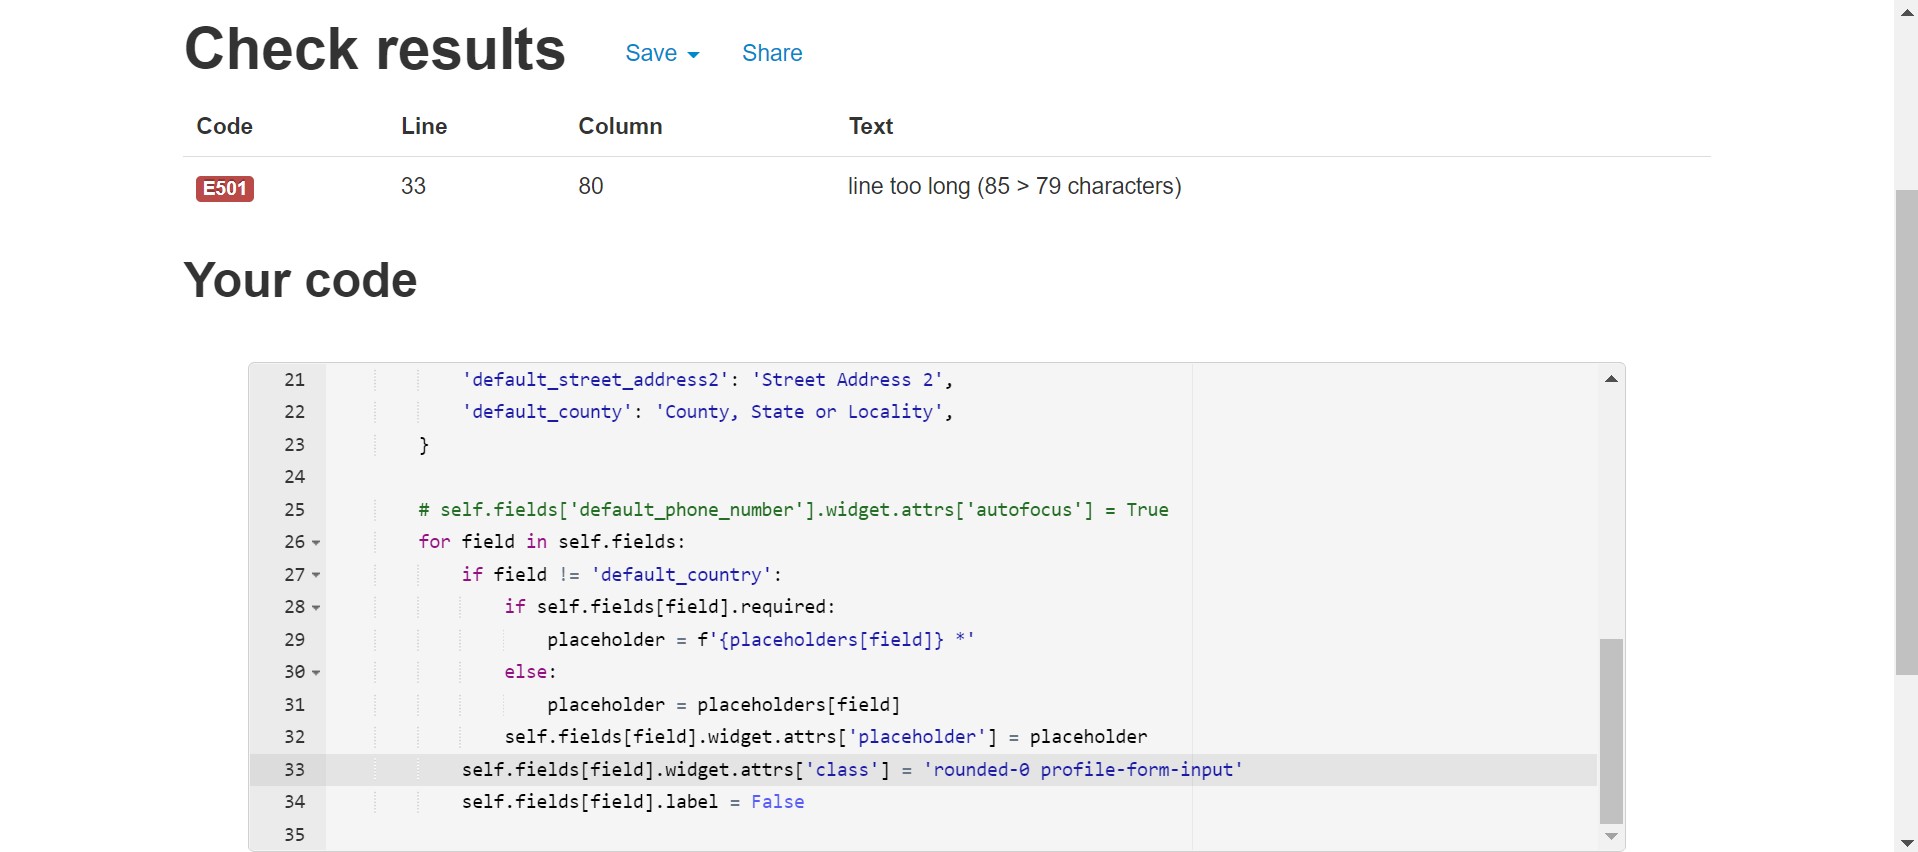 Check results Save Share
Code Line Column Text
E501 33 80 line too long (85 > 79 characters)
Your code
21 'default_street_address2': 'Street Address 2',
22 'default_county': 'County, State or Locality',
23 }
24
25 # self.fields['default_phone_number'].widget.attrs['autofocus'] = True
26 for field in self.fields:
27 if field != 'default_country':
28 if self.fields[field].required:
29 placeholder = f'{placeholders[field]} *'
30 else:
31 placeholder = placeholders[field]
32 self.fields[field].widget.attrs['placeholder'] = placeholder
33 self.fields[field].widget.attrs['class'] = 'rounded-0 profile-form-input'
34 self.fields[field].label = False
35